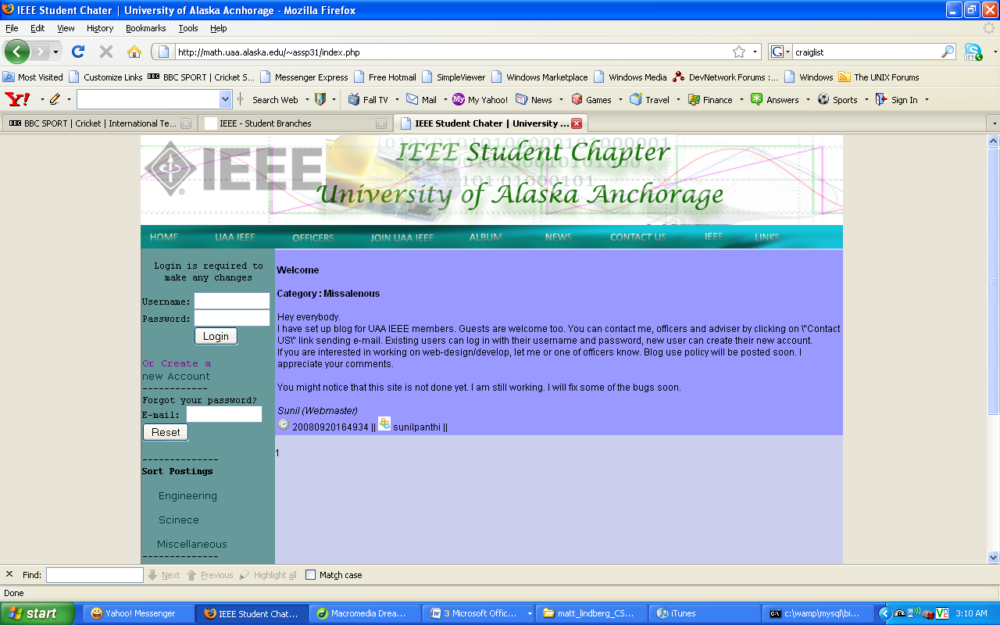 IEEE Student Chater | University of Alaska Acnhorage - Mozilla Firefox
File Edit View History Bookmarks Tools Help
http://math.uaa.alaska.edu/~assp31/index.php
G craiglist
Most Visited Customize Links BBC BBC SPORT | Cricket S... Messenger Express Free Hotmail SimpleViewer Windows Marketplace Windows Media DevNetwork Forums :... Windows The UNIX Forums
Y! Search Web Fall TV Mail My Yahoo! News Games Travel Finance Answers Sports Sign In
BBC BBC SPORT | Cricket | International Te... IEEE - Student Branches IEEE Student Chater | University ...
IEEE
IEEE Student Chapter
University of Alaska Anchorage
HOME UAA IEEE OFFICERS JOIN UAA IEEE ALBUM NEWS CONTACT US IEEE LINKS
Login is required to
make any changes
Username:
Password:
Login
Or Create a
new Account
------------
Forgot your password?
E-mail:
Reset
--------------
Sort Postings
Engineering
Scinece
Miscellaneous
--------------
Welcome
Category : Missalenous
Hey everybody.
I have set up blog for UAA IEEE members. Guests are welcome too. You can contact me, officers and adviser by clicking on \"Contact
US\" link sending e-mail. Existing users can log in with their username and password, new user can create their new account.
If you are interested in working on web-design/develop, let me or one of officers know. Blog use policy will be posted soon. I
appreciate your comments.
You might notice that this site is not done yet. I am still working. I will fix some of the bugs soon.
Sunil (Webmaster)
20080920164934 || sunilpanthi ||
1
Find: Next Previous Highlight all Match case
Done
start Yahoo! Messenger IEEE Student Chat... Macromedia Drea... 3 Microsoft Offic... matt_lindberg_CS... iTunes c:\wamp\mysql\bi... 3:10 AM